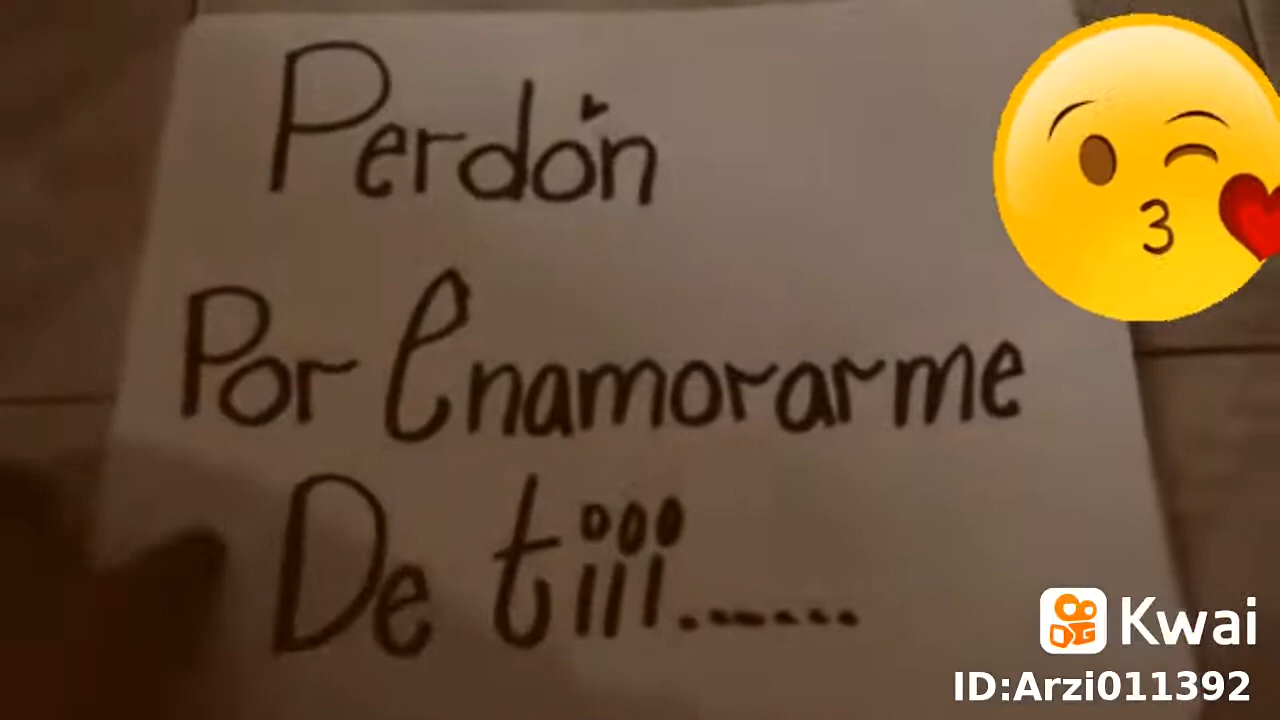 Perdón
Por Enamorarme
De tiii.......
Kwai
ID:Arzi011392